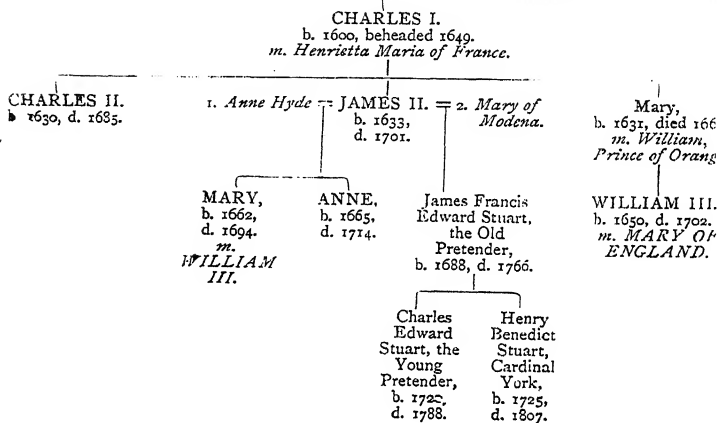 CHARLES I.
b. 1600, beheaded 1649.
m. Henrietta Maria of France.
CHARLES II.
b 1630, d. 1685.
1. Anne Hyde = JAMES II. = 2. Mary of
Modena.
b. 1633,
d. 1701.
Mary,
b. 1631, died 166
m. William,
Prince of Orang
MARY,
b. 1662,
d. 1694.
m.
WILLIAM
III.
ANNE,
b. 1665,
d. 1714.
James Francis
Edward Stuart,
the Old
Pretender,
b. 1688, d. 1766.
WILLIAM III.
b. 1650, d. 1702.
m. MARY OF
ENGLAND.
Charles
Edward
Stuart, the
Young
Pretender,
b.
d. 1788.
Henry
Benedict
Stuart,
Cardinal
York,
b. 1725,
d. 1807.